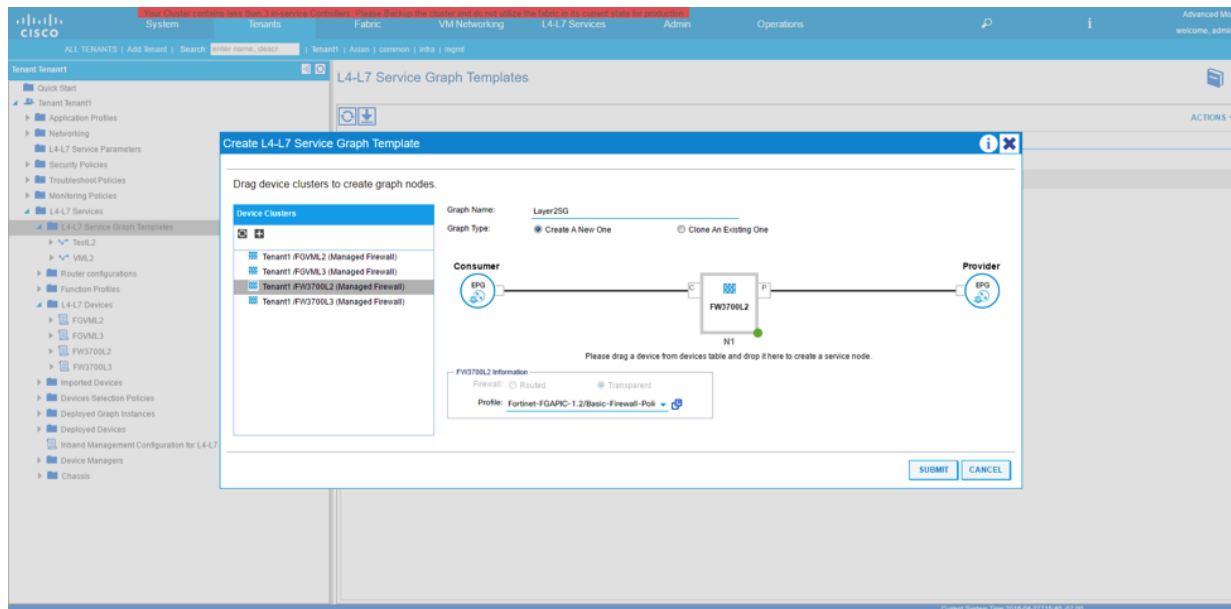 Your Cluster contains less than 3 in-service Controllers. Please Backup the cluster and do not utilize the fabric in its current state for production
CISCO
System Tenants Fabric VM Networking L4-L7 Services Admin Operations
i
Advanced Mo
welcome, admi
ALL TENANTS | Add Tenant | Search: enter name, descr | Tenant1 | Asian | common | infra | mgmt
Tenant Tenant1
Quick Start
Tenant Tenant1
Application Profiles
Networking
L4-L7 Service Parameters
Security Policies
Troubleshoot Policies
Monitoring Policies
L4-L7 Services
L4-L7 Service Graph Templates
TestL2
VML2
Router configurations
Function Profiles
L4-L7 Devices
FGVML2
FGVML3
FW3700L2
FW3700L3
Imported Devices
Devices Selection Policies
Deployed Graph Instances
Deployed Devices
Inband Management Configuration for L4-L7
Device Managers
Chassis
L4-L7 Service Graph Templates
ACTIONS
Create L4-L7 Service Graph Template
i
Drag device clusters to create graph nodes.
Device Clusters
Tenant1 /FGVML2 (Managed Firewall)
Tenant1 /FGVML3 (Managed Firewall)
Tenant1 /FW3700L2 (Managed Firewall)
Tenant1 /FW3700L3 (Managed Firewall)
Graph Name: Layer2SG
Graph Type: Create A New One Clone An Existing One
Consumer
EPG
C
FW3700L2
P
N1
Provider
EPG
Please drag a device from devices table and drop it here to create a service node.
FW3700L2 Information
Firewall: Routed Transparent
Profile: Fortinet-FGAPIC-1.2/Basic-Firewall-Poli
SUBMIT CANCEL
Current System Time